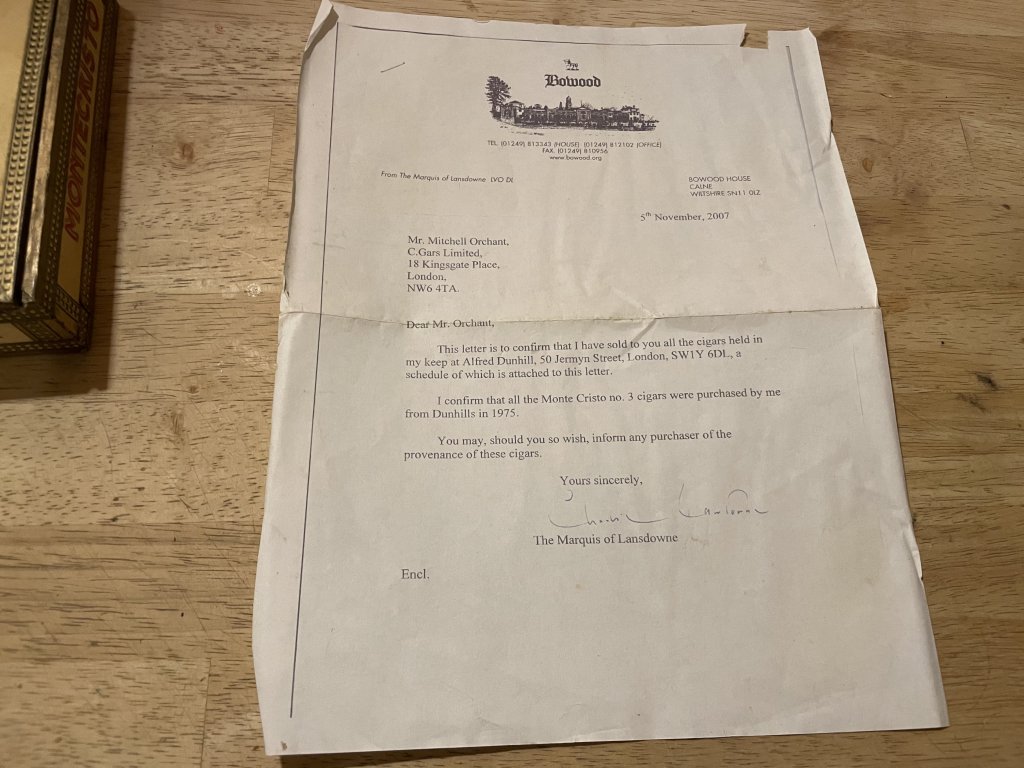 MONTECRISTO
Bowood
TEL. (01249) 813343 (HOUSE) (01249) 812102 (OFFICE)
FAX. (01249) 810956
www.bowood.org
From The Marquis of Lansdowne LVO DL
BOWOOD HOUSE
CALNE
WILTSHIRE SN11 0LZ
5th November, 2007
Mr. Mitchell Orchant,
C.Gars Limited,
18 Kingsgate Place,
London,
NW6 4TA.
Dear Mr. Orchant,
This letter is to confirm that I have sold to you all the cigars held in
my keep at Alfred Dunhill, 50 Jermyn Street, London, SW1Y 6DL, a
schedule of which is attached to this letter.
I confirm that all the Monte Cristo no. 3 cigars were purchased by me
from Dunhills in 1975.
You may, should you so wish, inform any purchaser of the
provenance of these cigars.
Yours sincerely,
Lansdowne
The Marquis of Lansdowne
Encl.